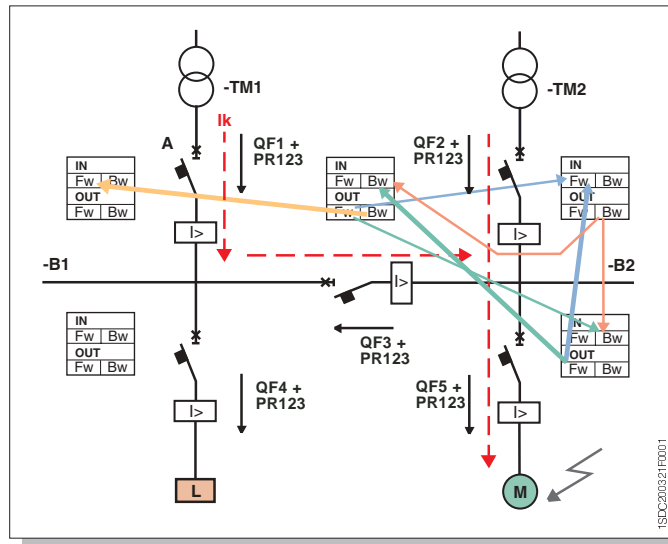 -TM1
-TM2
A
Ik
QF1 +
PR123
QF2 +
PR123
IN
Fw Bw
OUT
Fw Bw
IN
Fw Bw
OUT
Fw Bw
IN
Fw Bw
OUT
Fw Bw
I>
I>
-B1
I>
-B2
IN
Fw Bw
OUT
Fw Bw
QF3 +
PR123
IN
Fw Bw
OUT
Fw Bw
QF4 +
PR123
QF5 +
PR123
I>
I>
L
M
1SDC200321F0001